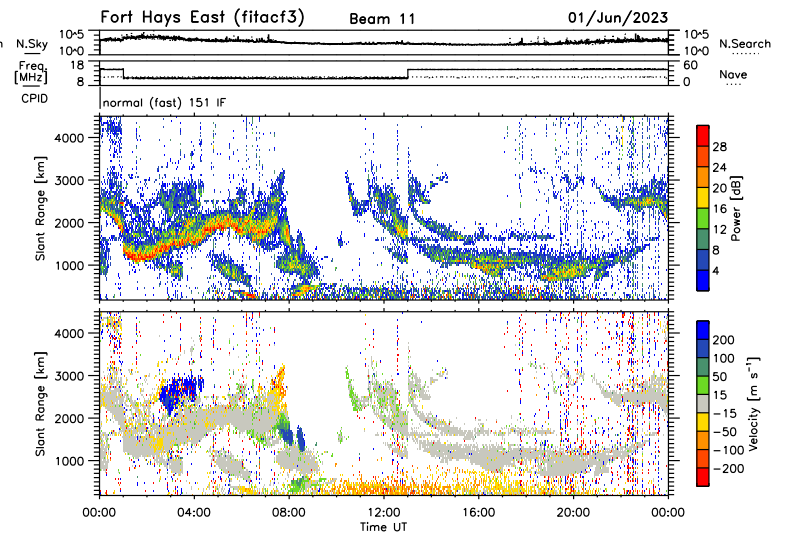 Fort Hays East (fitacf3) Beam 11 01/Jun/2023
n N.Sky 10^5 10^0 10^5 10^0 N.Search
Freq. [MHz] 18 8 60 0 Nave
CPID normal (fast) 151 IF
Slant Range [km] 4000 3000 2000 1000
28 24 20 16 12 8 4 Power [dB]
Slant Range [km] 4000 3000 2000 1000
200 100 50 15 -15 -50 -100 -200 Velocity [m s⁻¹]
00:00 04:00 08:00 12:00 16:00 20:00 00:00
Time UT